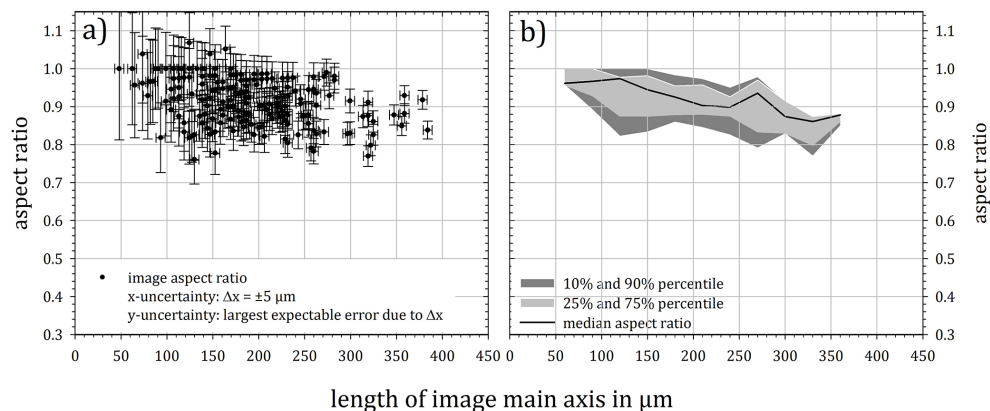 a)
1.1
1.0
0.9
0.8
0.7
0.6
0.5
0.4
0.3
aspect ratio
image aspect ratio
x-uncertainty: Δx = ±5 μm
y-uncertainty: largest expectable error due to Δx
0 50 100 150 200 250 300 350 400 450
b)
10% and 90% percentile
25% and 75% percentile
median aspect ratio
0 50 100 150 200 250 300 350 400 450
1.1
1.0
0.9
0.8
0.7
0.6
0.5
0.4
0.3
aspect ratio
length of image main axis in μm